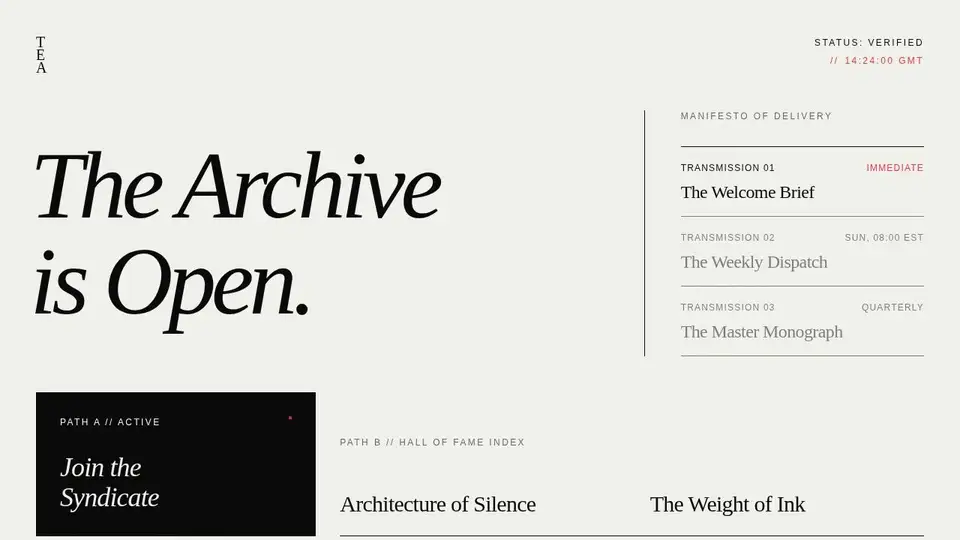 T
E
A
STATUS: VERIFIED
// 14:24:00 GMT
The Archive
is Open.
MANIFESTO OF DELIVERY
TRANSMISSION 01 IMMEDIATE
The Welcome Brief
TRANSMISSION 02 SUN, 08:00 EST
The Weekly Dispatch
TRANSMISSION 03 QUARTERLY
The Master Monograph
PATH A // ACTIVE
Join the
Syndicate
PATH B // HALL OF FAME INDEX
Architecture of Silence
The Weight of Ink